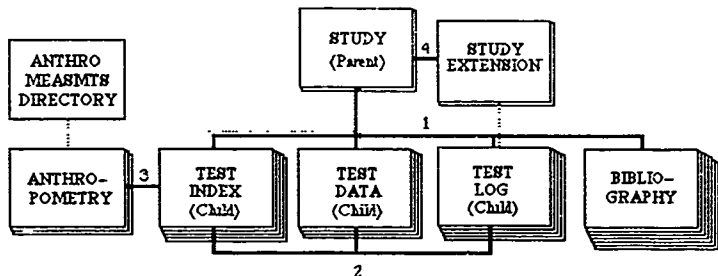 STUDY
(Parent)
4
STUDY
EXTENSION
ANTHRO
MEASMTS
DIRECTORY
1
ANTHRO-
POMETRY
3
TEST
INDEX
(Child)
TEST
DATA
(Child)
TEST
LOG
(Child)
BIBLIO-
GRAPHY
2